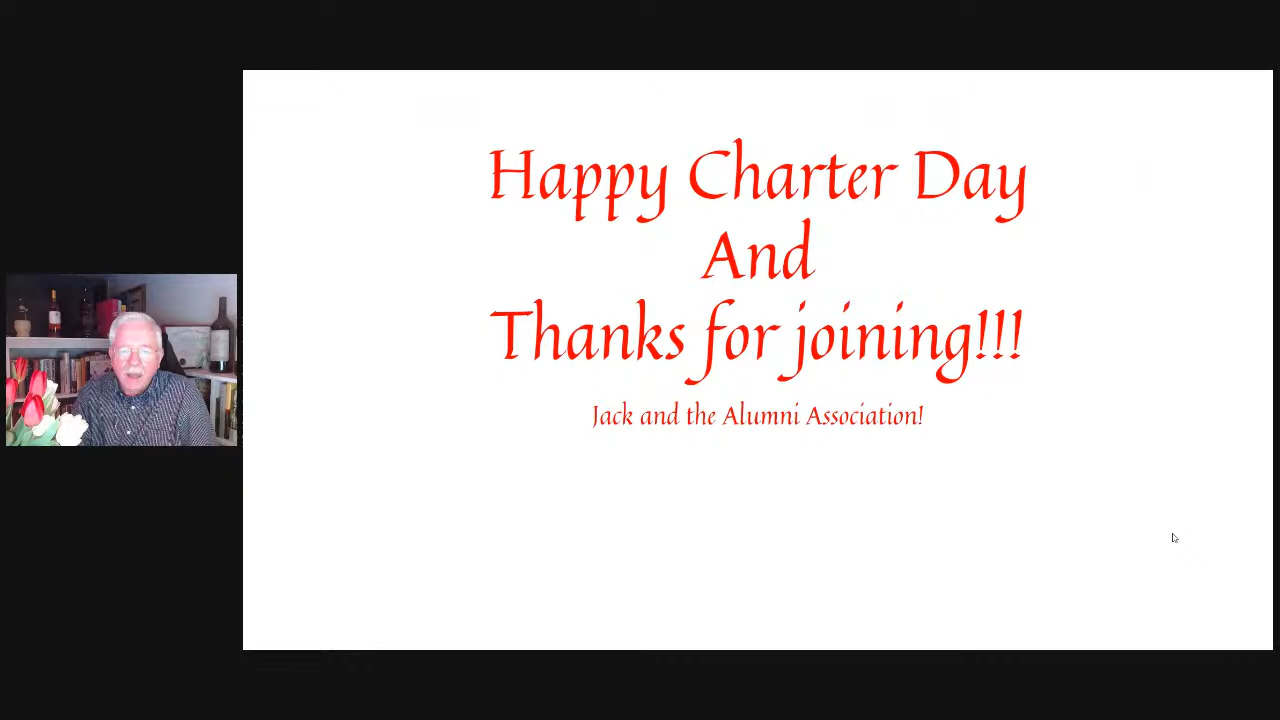 Happy Charter Day
And
Thanks for joining!!!
Jack and the Alumni Association!